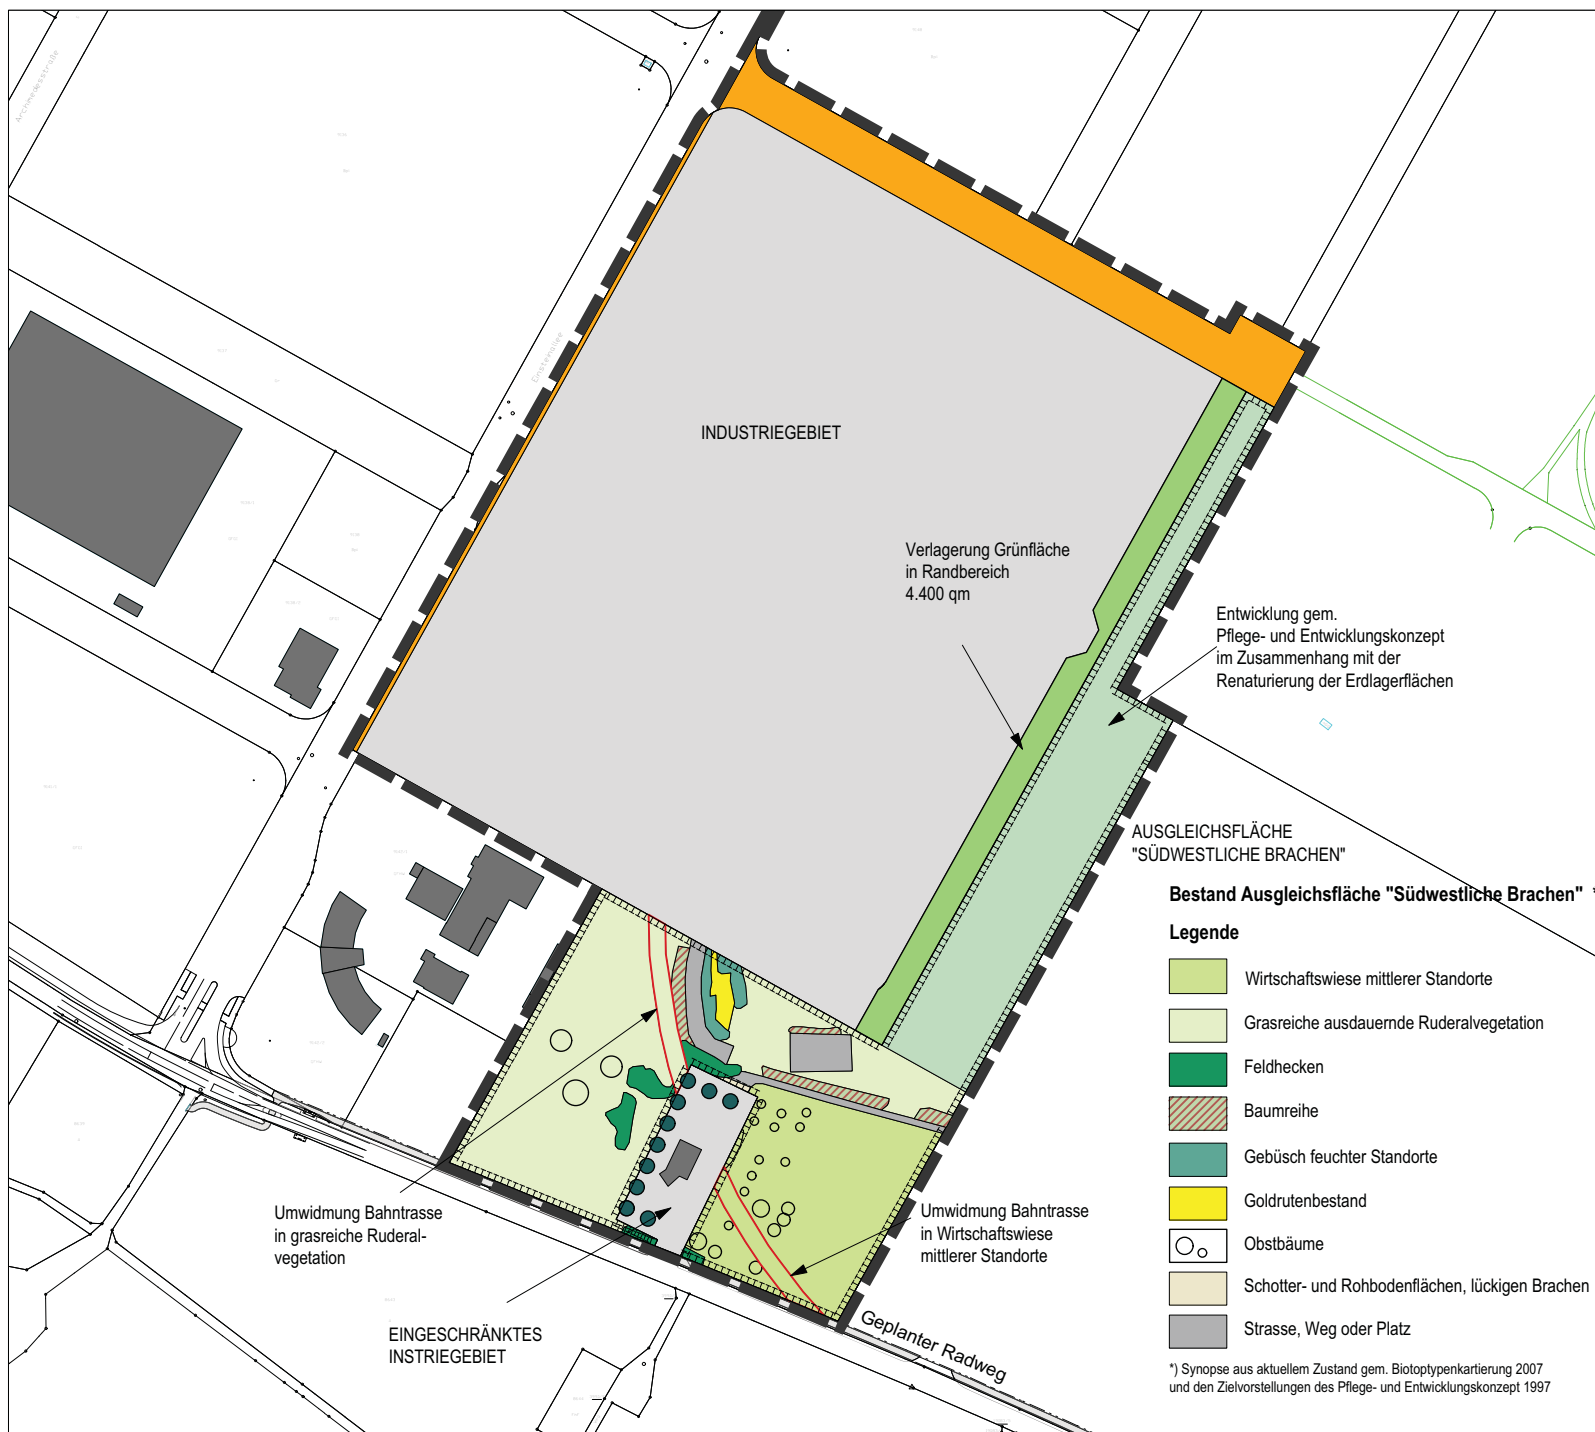 Archimedesstraße
Einsteinallee
INDUSTRIEGEBIET
Verlagerung Grünfläche
in Randbereich
4.400 qm
Entwicklung gem.
Pflege- und Entwicklungskonzept
im Zusammenhang mit der
Renaturierung der Erdlagerflächen
AUSGLEICHSFLÄCHE
"SÜDWESTLICHE BRACHEN"
Bestand Ausgleichsfläche "Südwestliche Brachen" *
Legende
Wirtschaftswiese mittlerer Standorte
Grasreiche ausdauernde Ruderalvegetation
Feldhecken
Baumreihe
Gebüsch feuchter Standorte
Goldrutenbestand
Obstbäume
Schotter- und Rohbodenflächen, lückigen Brachen
Strasse, Weg oder Platz
*) Synopse aus aktuellem Zustand gem. Biotoptypenkartierung 2007
und den Zielvorstellungen des Pflege- und Entwicklungskonzept 1997
Umwidmung Bahntrasse
in grasreiche Ruderal-
vegetation
Umwidmung Bahntrasse
in Wirtschaftswiese
mittlerer Standorte
EINGESCHRÄNKTES
INSTRIEGEBIET
Geplanter Radweg